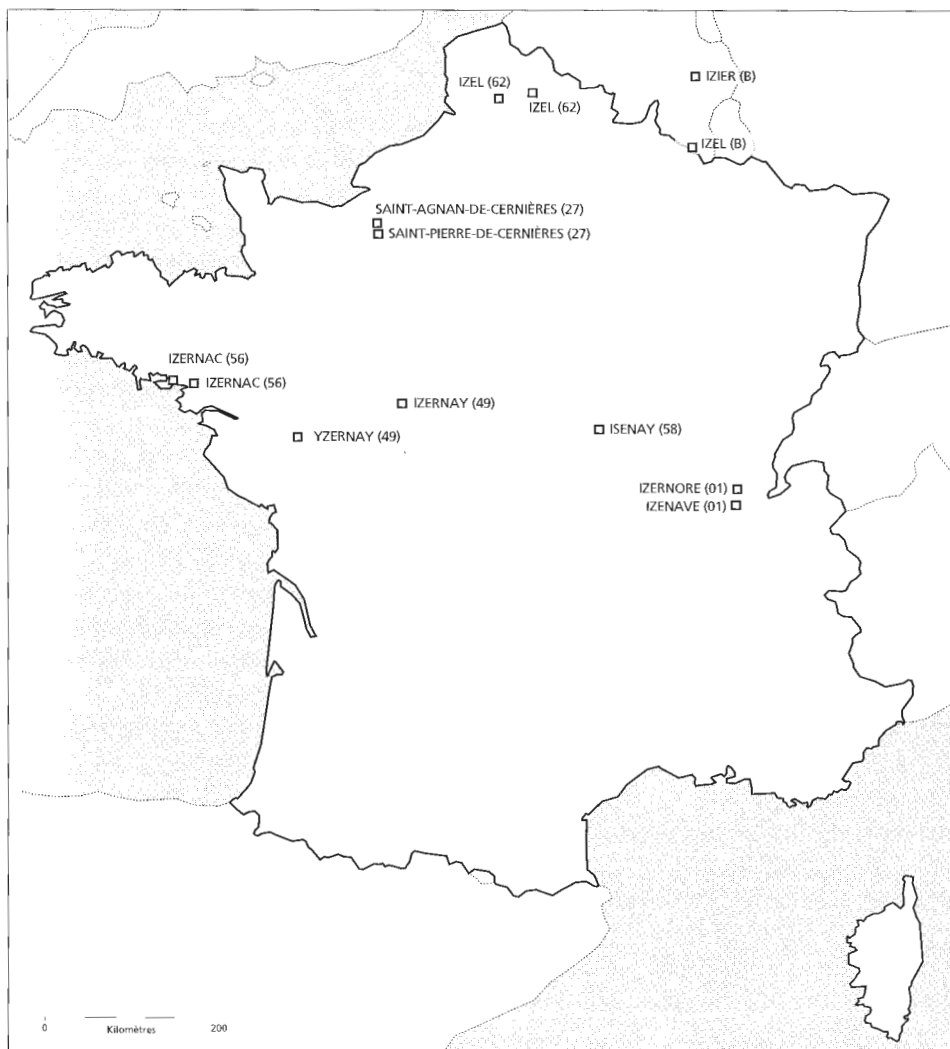 IZEL (62)
IZIER (B)
IZEL (62)
IZEL (B)
SAINT-AGNAN-DE-CERNIÈRES (27)
SAINT-PIERRE-DE-CERNIÈRES (27)
IZERNAC (56)
IZERNAC (56)
IZERNAY (49)
YZERNAY (49)
ISENAY (58)
IZERNORE (01)
IZENAVE (01)
0 Kilomètres 200